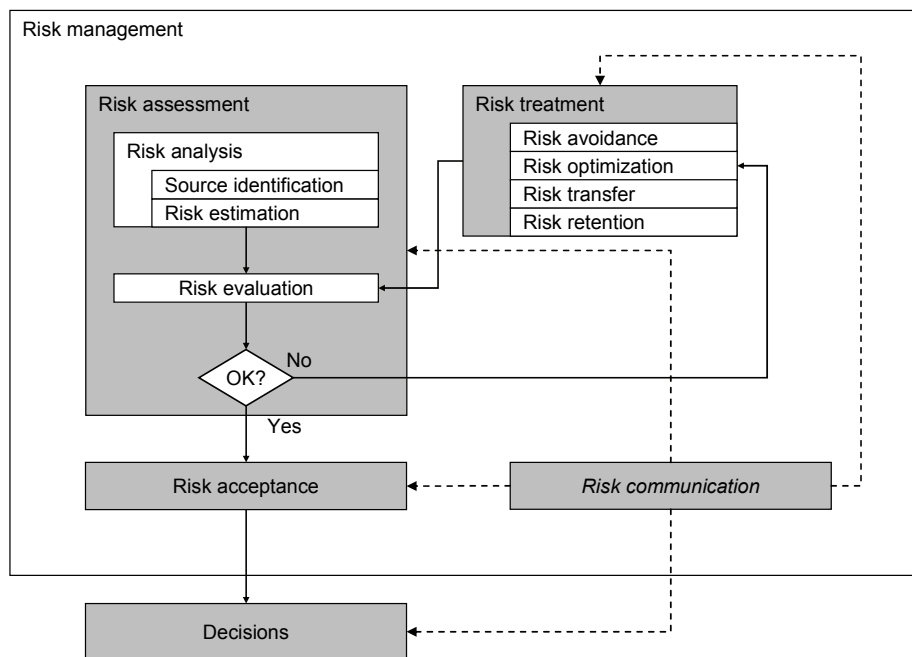 Risk management
Risk assessment
Risk analysis
Source identification
Risk estimation
Risk evaluation
OK?
No
Yes
Risk treatment
Risk avoidance
Risk optimization
Risk transfer
Risk retention
Risk acceptance
Risk communication
Decisions